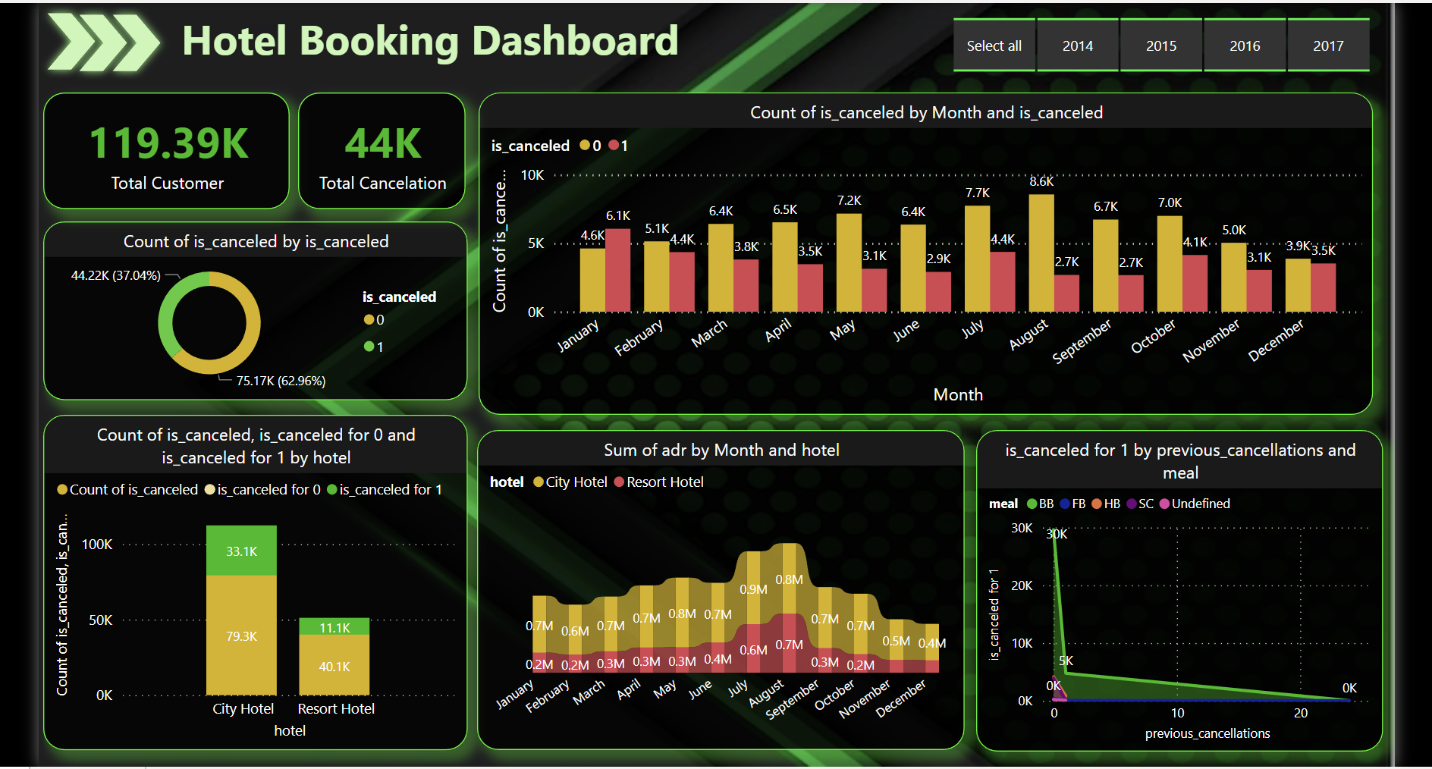 Hotel Booking Dashboard
Select all 2014 2015 2016 2017
119.39K
Total Customer
44K
Total Cancelation
Count of is_canceled by is_canceled
44.22K (37.04%)
75.17K (62.96%)
is_canceled
0
1
Count of is_canceled by Month and is_canceled
is_canceled 0 1
Count of is_cance...
10K
5K
0K
4.6K 6.1K 5.1K 4.4K 6.4K 3.8K 6.5K 3.5K 7.2K 3.1K 6.4K 2.9K 7.7K 4.4K 8.6K 2.7K 6.7K 2.7K 7.0K 4.1K 5.0K 3.1K 3.9K 3.5K
January February March April May June July August September October November December
Month
Count of is_canceled, is_canceled for 0 and
is_canceled for 1 by hotel
Count of is_canceled is_canceled for 0 is_canceled for 1
Count of is_canceled, is_can...
100K
50K
0K
33.1K
79.3K
11.1K
40.1K
City Hotel Resort Hotel
hotel
Sum of adr by Month and hotel
hotel City Hotel Resort Hotel
0.7M 0.6M 0.7M 0.7M 0.8M 0.7M 0.9M 0.8M 0.7M 0.7M 0.5M 0.4M
0.2M 0.2M 0.3M 0.3M 0.3M 0.4M 0.6M 0.7M 0.3M 0.2M
January February March April May June July August September October November December
is_canceled for 1 by previous_cancellations and
meal
meal BB FB HB SC Undefined
is_canceled for 1
30K
20K
10K
0K
30K
5K
0K
0K
0 10 20
previous_cancellations